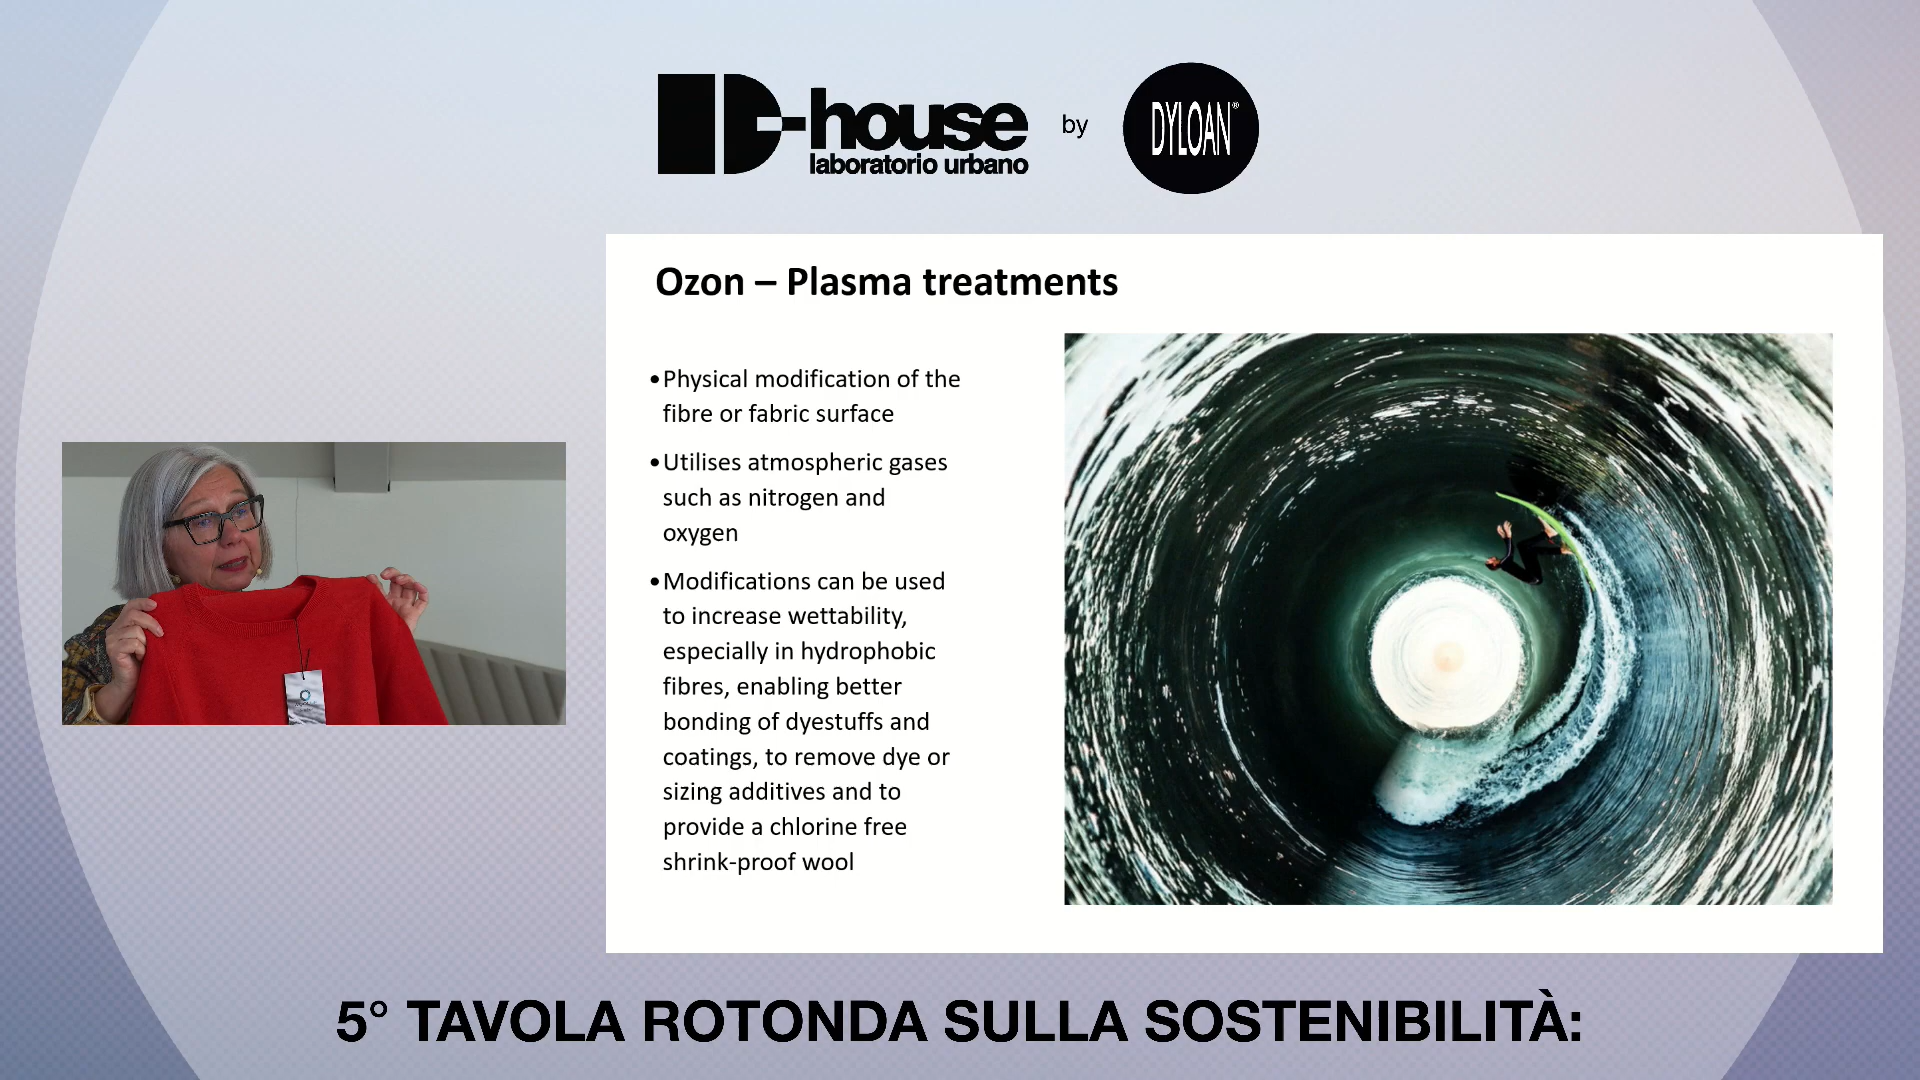 D-house
laboratorio urbano
by
DYLOAN®
Ozon – Plasma treatments
•Physical modification of the
fibre or fabric surface
•Utilises atmospheric gases
such as nitrogen and
oxygen
•Modifications can be used
to increase wettability,
especially in hydrophobic
fibres, enabling better
bonding of dyestuffs and
coatings, to remove dye or
sizing additives and to
provide a chlorine free
shrink-proof wool
5° TAVOLA ROTONDA SULLA SOSTENIBILITÀ: